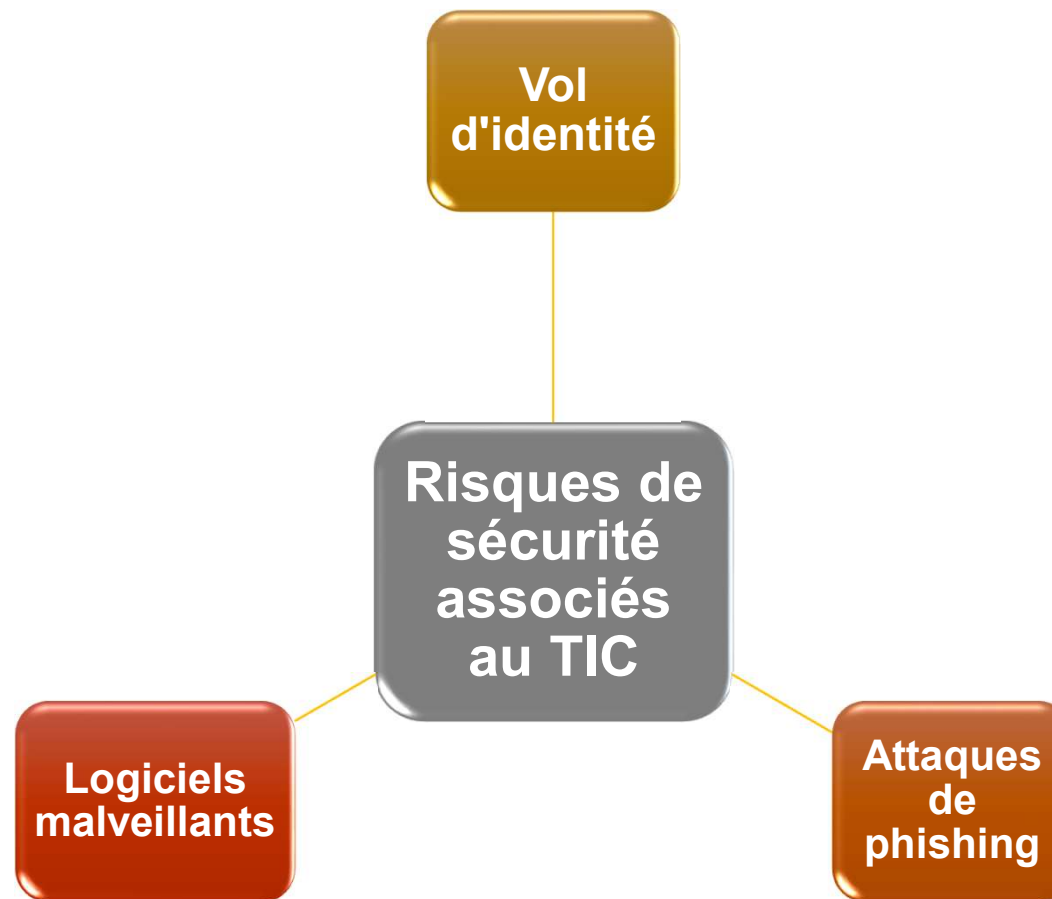 Vol
d'identité
Risques de
sécurité
associés
au TIC
Logiciels
malveillants
Attaques
de
phishing